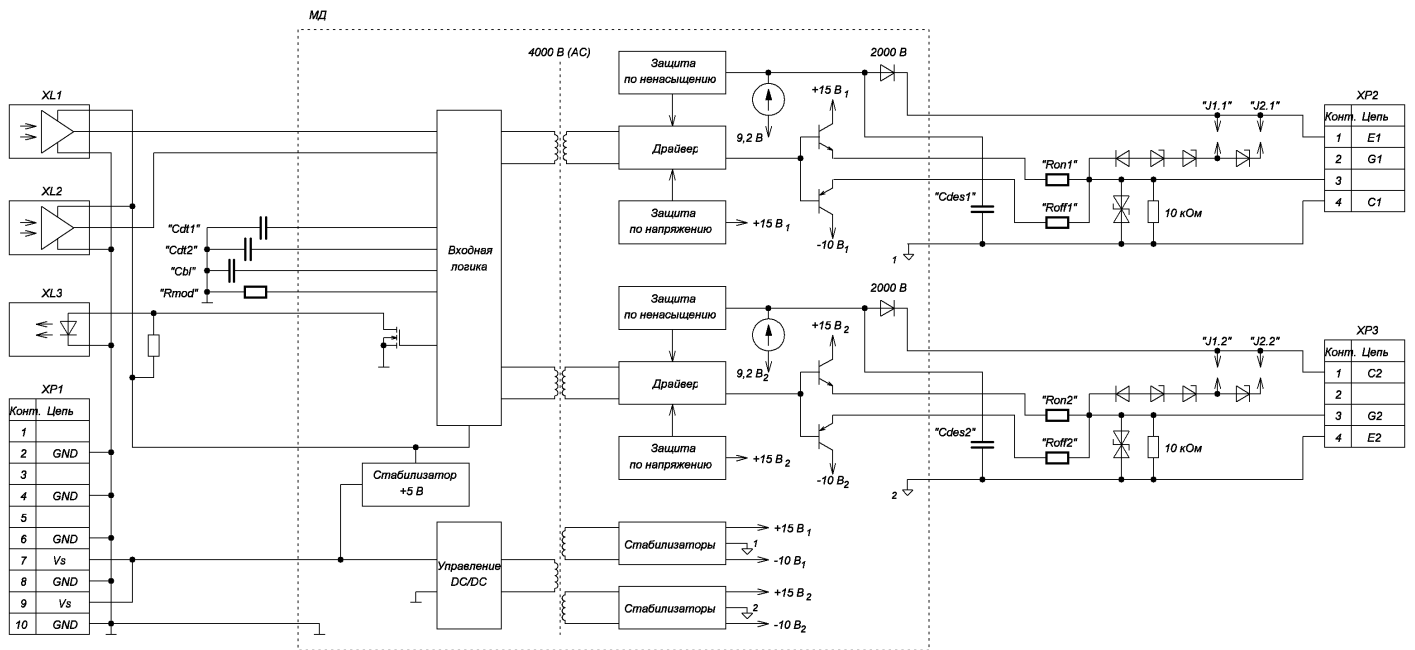 МД
4000 В (AC)
2000 В
XL1
Защита
по ненасыщению
+15 В1
9,2 В
"J1.1"
"J2.1"
XP2
Конт. Цепь
1 E1
2 G1
3
4 C1
Драйвер
"Ron1"
"Roff1"
"Cdes1"
10 кОм
XL2
Защита
по напряжению
+15 В1
-10 В1
1
"Cdt1"
"Cdt2"
"Cbl"
"Rmod"
Входная
логика
XL3
2000 В
Защита
по ненасыщению
+15 В2
9,2 В2
"J1.2"
"J2.2"
XP3
Конт. Цепь
1 C2
2
3 G2
4 E2
Драйвер
"Ron2"
"Roff2"
"Cdes2"
10 кОм
Защита
по напряжению
+15 В2
-10 В2
2
XP1
Конт. Цепь
1
2 GND
3
4 GND
5
6 GND
7 Vs
8 GND
9 Vs
10 GND
Стабилизатор
+5 В
Управление
DC/DC
Стабилизаторы
+15 В1
1
-10 В1
Стабилизаторы
+15 В2
2
-10 В2